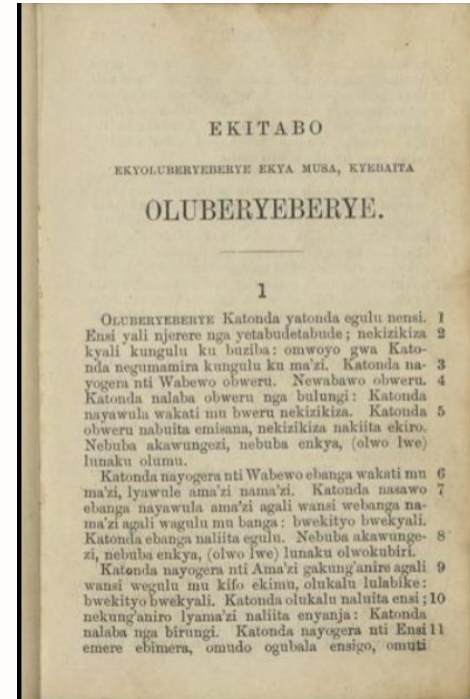 EKITABO
EKYOLUBERYEBERYE EKYA MUSA, KYEBAITA
OLUBERYEBERYE.
1
OLUBERYEBERYE Katonda yatonda egulu nensi. 1
Ensi yali njerere nga yetabudetabude; nekizikiza 2
kyali kungulu ku buziba: omwoyo gwa Kato-
nda negumamira kungulu ku ma'zi. Katonda na- 3
yogera nti Wabewo obweru. Newabawo obweru. 4
Katonda nalaba obweru nga bulungi: Katonda
nayawula wakati mu bweru nekizikiza. Katonda 5
obweru nabuita emisana, nekizikiza nakiita ekiro.
Nebuba akawungezi, nebuba enkya, (olwo lwe)
lunaku olumu.
Katonda nayogera nti Wabewo ebanga wakati mu 6
ma'zi, lyawule ama'zi nama'zi. Katonda nasawo 7
ebanga nayawula ama'zi agali wansi webanga na-
ma'zi agali wagulu mu banga: bwekityo bwekyali.
Katonda ebanga naliita egulu. Nebuba akawunge- 8
zi, nebuba enkya, (olwo lwe) lunaku olwokubiri.
Katonda nayogera nti Ama'zi gakung'anire agali 9
wansi wegulu mu kifo ekimu, olukalu lulabike:
bwekityo bwekyali. Katonda olukalu naluita ensi; 10
nekung'aniro lyama'zi naliita enyanja: Katonda
nalaba nga birungi. Katonda nayogera nti Ensi 11
emere ebimera, omudo ogubala ensigo, omuti